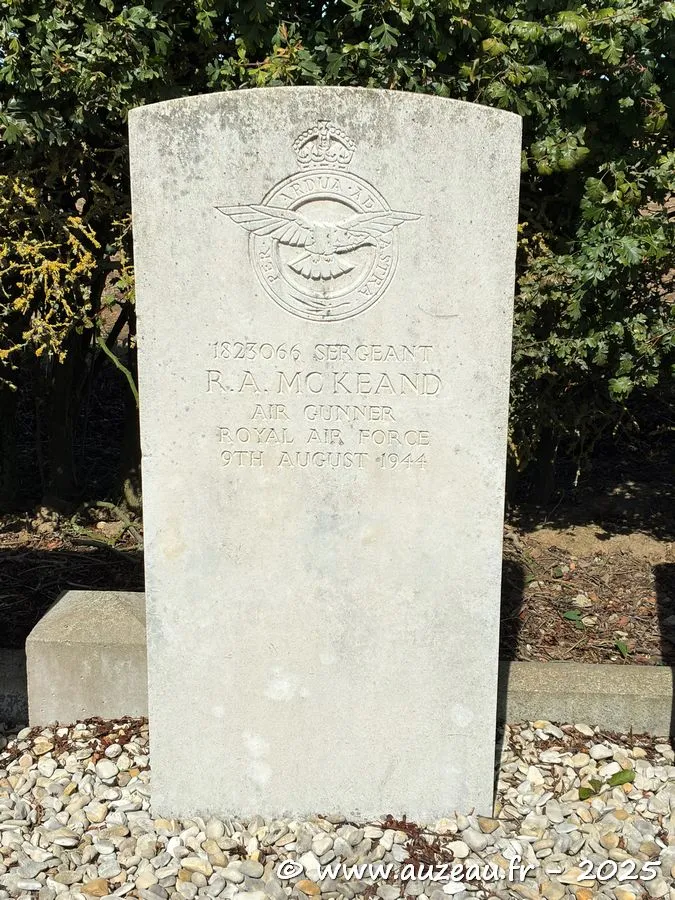 PER · ARDUA · AD ASTRA
1823066 SERGEANT
R. A. MCKEAND
AIR GUNNER
ROYAL AIR FORCE
9TH AUGUST 1944
© www.auzeau.fr - 2025